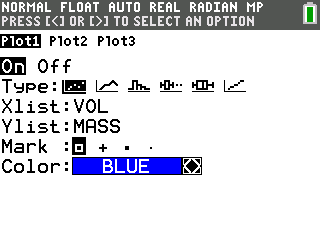 NORMAL FLOAT AUTO REAL RADIAN MP
PRESS [<] OR [>] TO SELECT AN OPTION
Plot1 Plot2 Plot3
On Off
Type:
Xlist:VOL
Ylist:MASS
Mark :
Color: BLUE